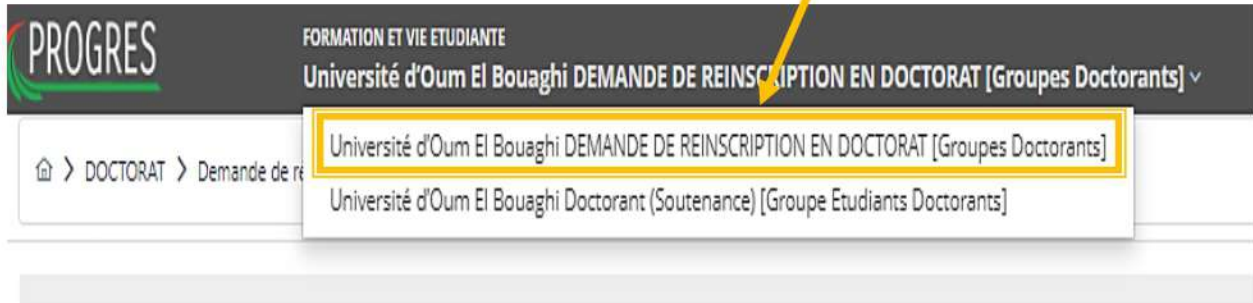 PROGRES
FORMATION ET VIE ETUDIANTE
Université d'Oum El Bouaghi DEMANDE DE REINSCRIPTION EN DOCTORAT [Groupes Doctorants]
Université d'Oum El Bouaghi DEMANDE DE REINSCRIPTION EN DOCTORAT [Groupes Doctorants]
DOCTORAT > Demande de ré
Université d'Oum El Bouaghi Doctorant (Soutenance) [Groupe Etudiants Doctorants]